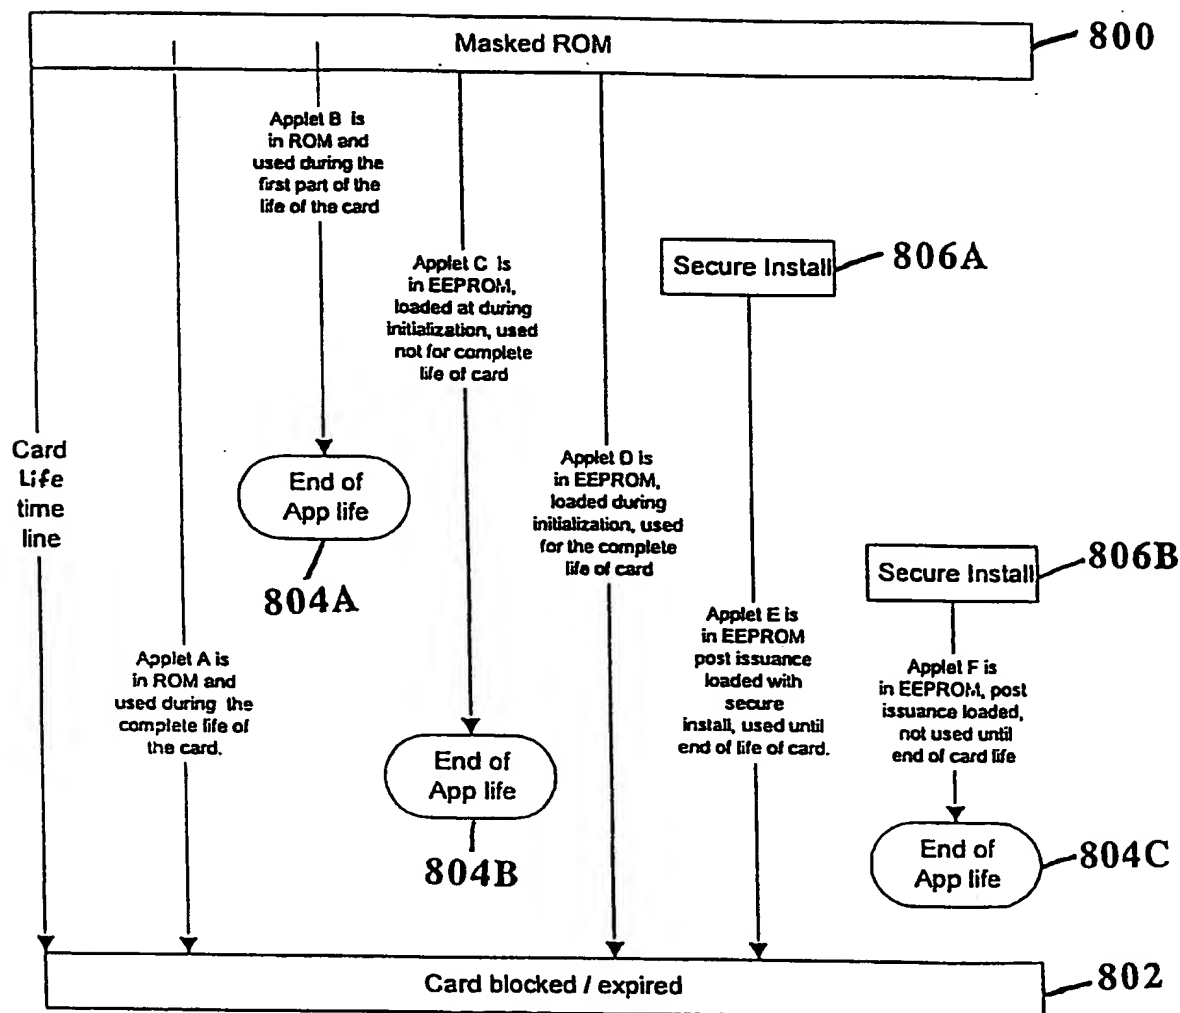 Masked ROM
800
Applet B is
in ROM and
used during the
first part of the
life of the card
Applet C is
in EEPROM,
loaded at during
initialization, used
not for complete
life of card
Secure Install
806A
Card
Life
time
line
End of
App life
804A
Applet D is
in EEPROM,
loaded during
initialization, used
for the complete
life of card
Secure Install
806B
Applet A is
in ROM and
used during the
complete life of
the card.
Applet E is
in EEPROM
post issuance
loaded with
secure
install, used until
end of life of card.
Applet F is
in EEPROM, post
issuance loaded,
not used until
end of card life
End of
App life
804B
End of
App life
804C
Card blocked / expired
802